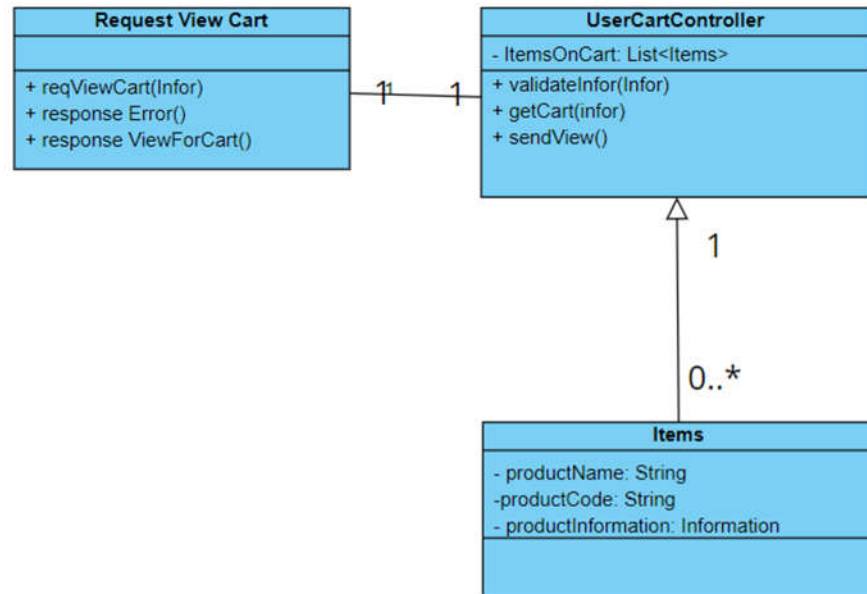 Request View Cart
+ reqViewCart(Infor)
+ response Error()
+ response ViewForCart()
1
1
1
UserCartController
- ItemsOnCart: List<Items>
+ validateInfor(Infor)
+ getCart(infor)
+ sendView()
1
0..*
Items
- productName: String
-productCode: String
- productInformation: Information